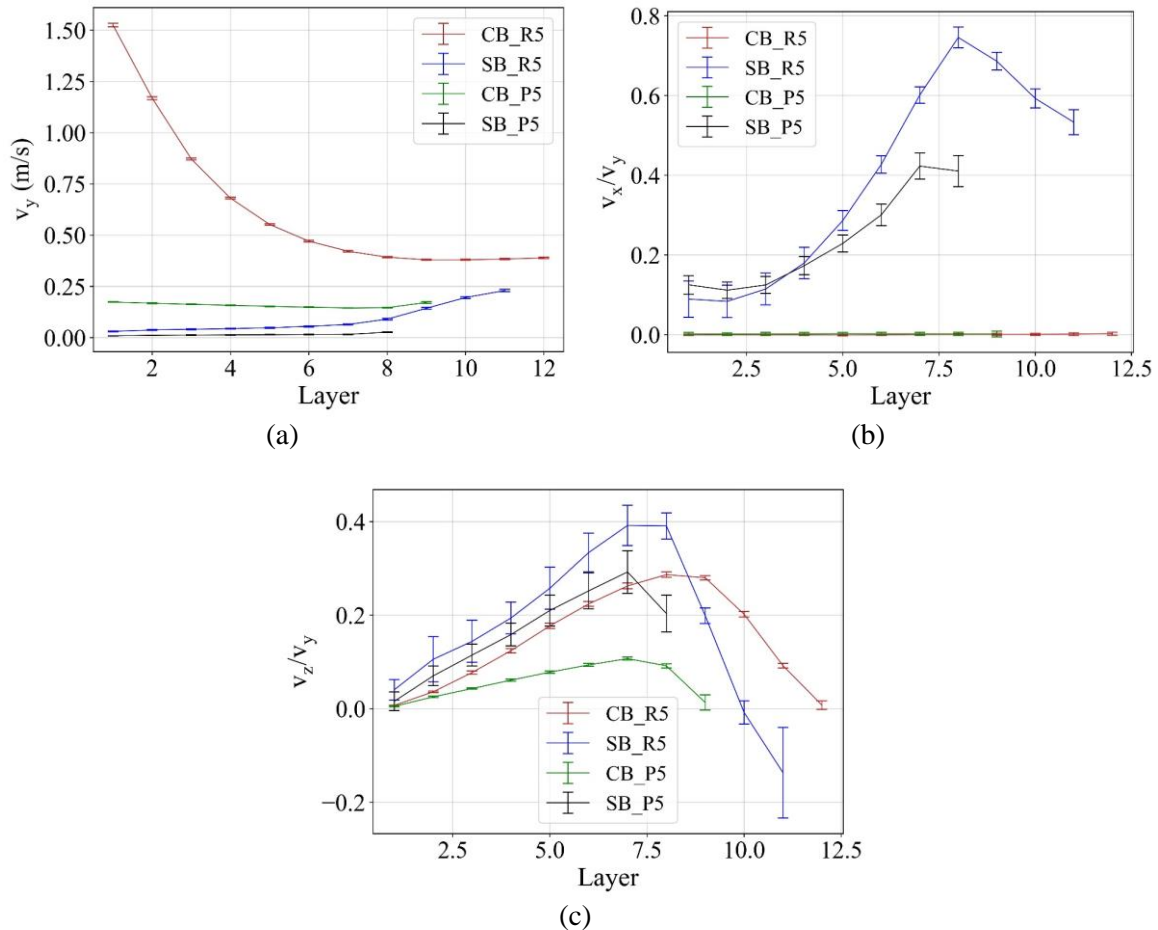 1.50
1.25
1.00
0.75
0.50
0.25
0.00
v_y (m/s)
CB_R5
SB_R5
CB_P5
SB_P5
2 4 6 8 10 12
Layer
(a)
0.8
0.6
0.4
0.2
0.0
v_x/v_y
CB_R5
SB_R5
CB_P5
SB_P5
2.5 5.0 7.5 10.0 12.5
Layer
(b)
0.4
0.2
0.0
−0.2
v_z/v_y
CB_R5
SB_R5
CB_P5
SB_P5
2.5 5.0 7.5 10.0 12.5
Layer
(c)